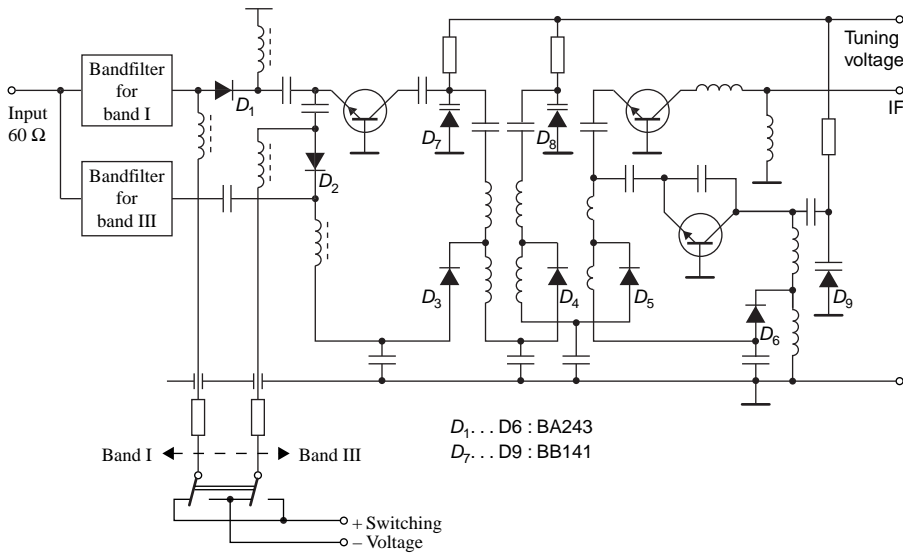 Bandfilter
for
band I
Input
60 Ω
Bandfilter
for
band III
D1
D2
D3
D4
D5
D6
D7
D8
D9
Tuning
voltage
IF
D1. . . D6 : BA243
D7. . . D9 : BB141
Band I
Band III
+ Switching
– Voltage